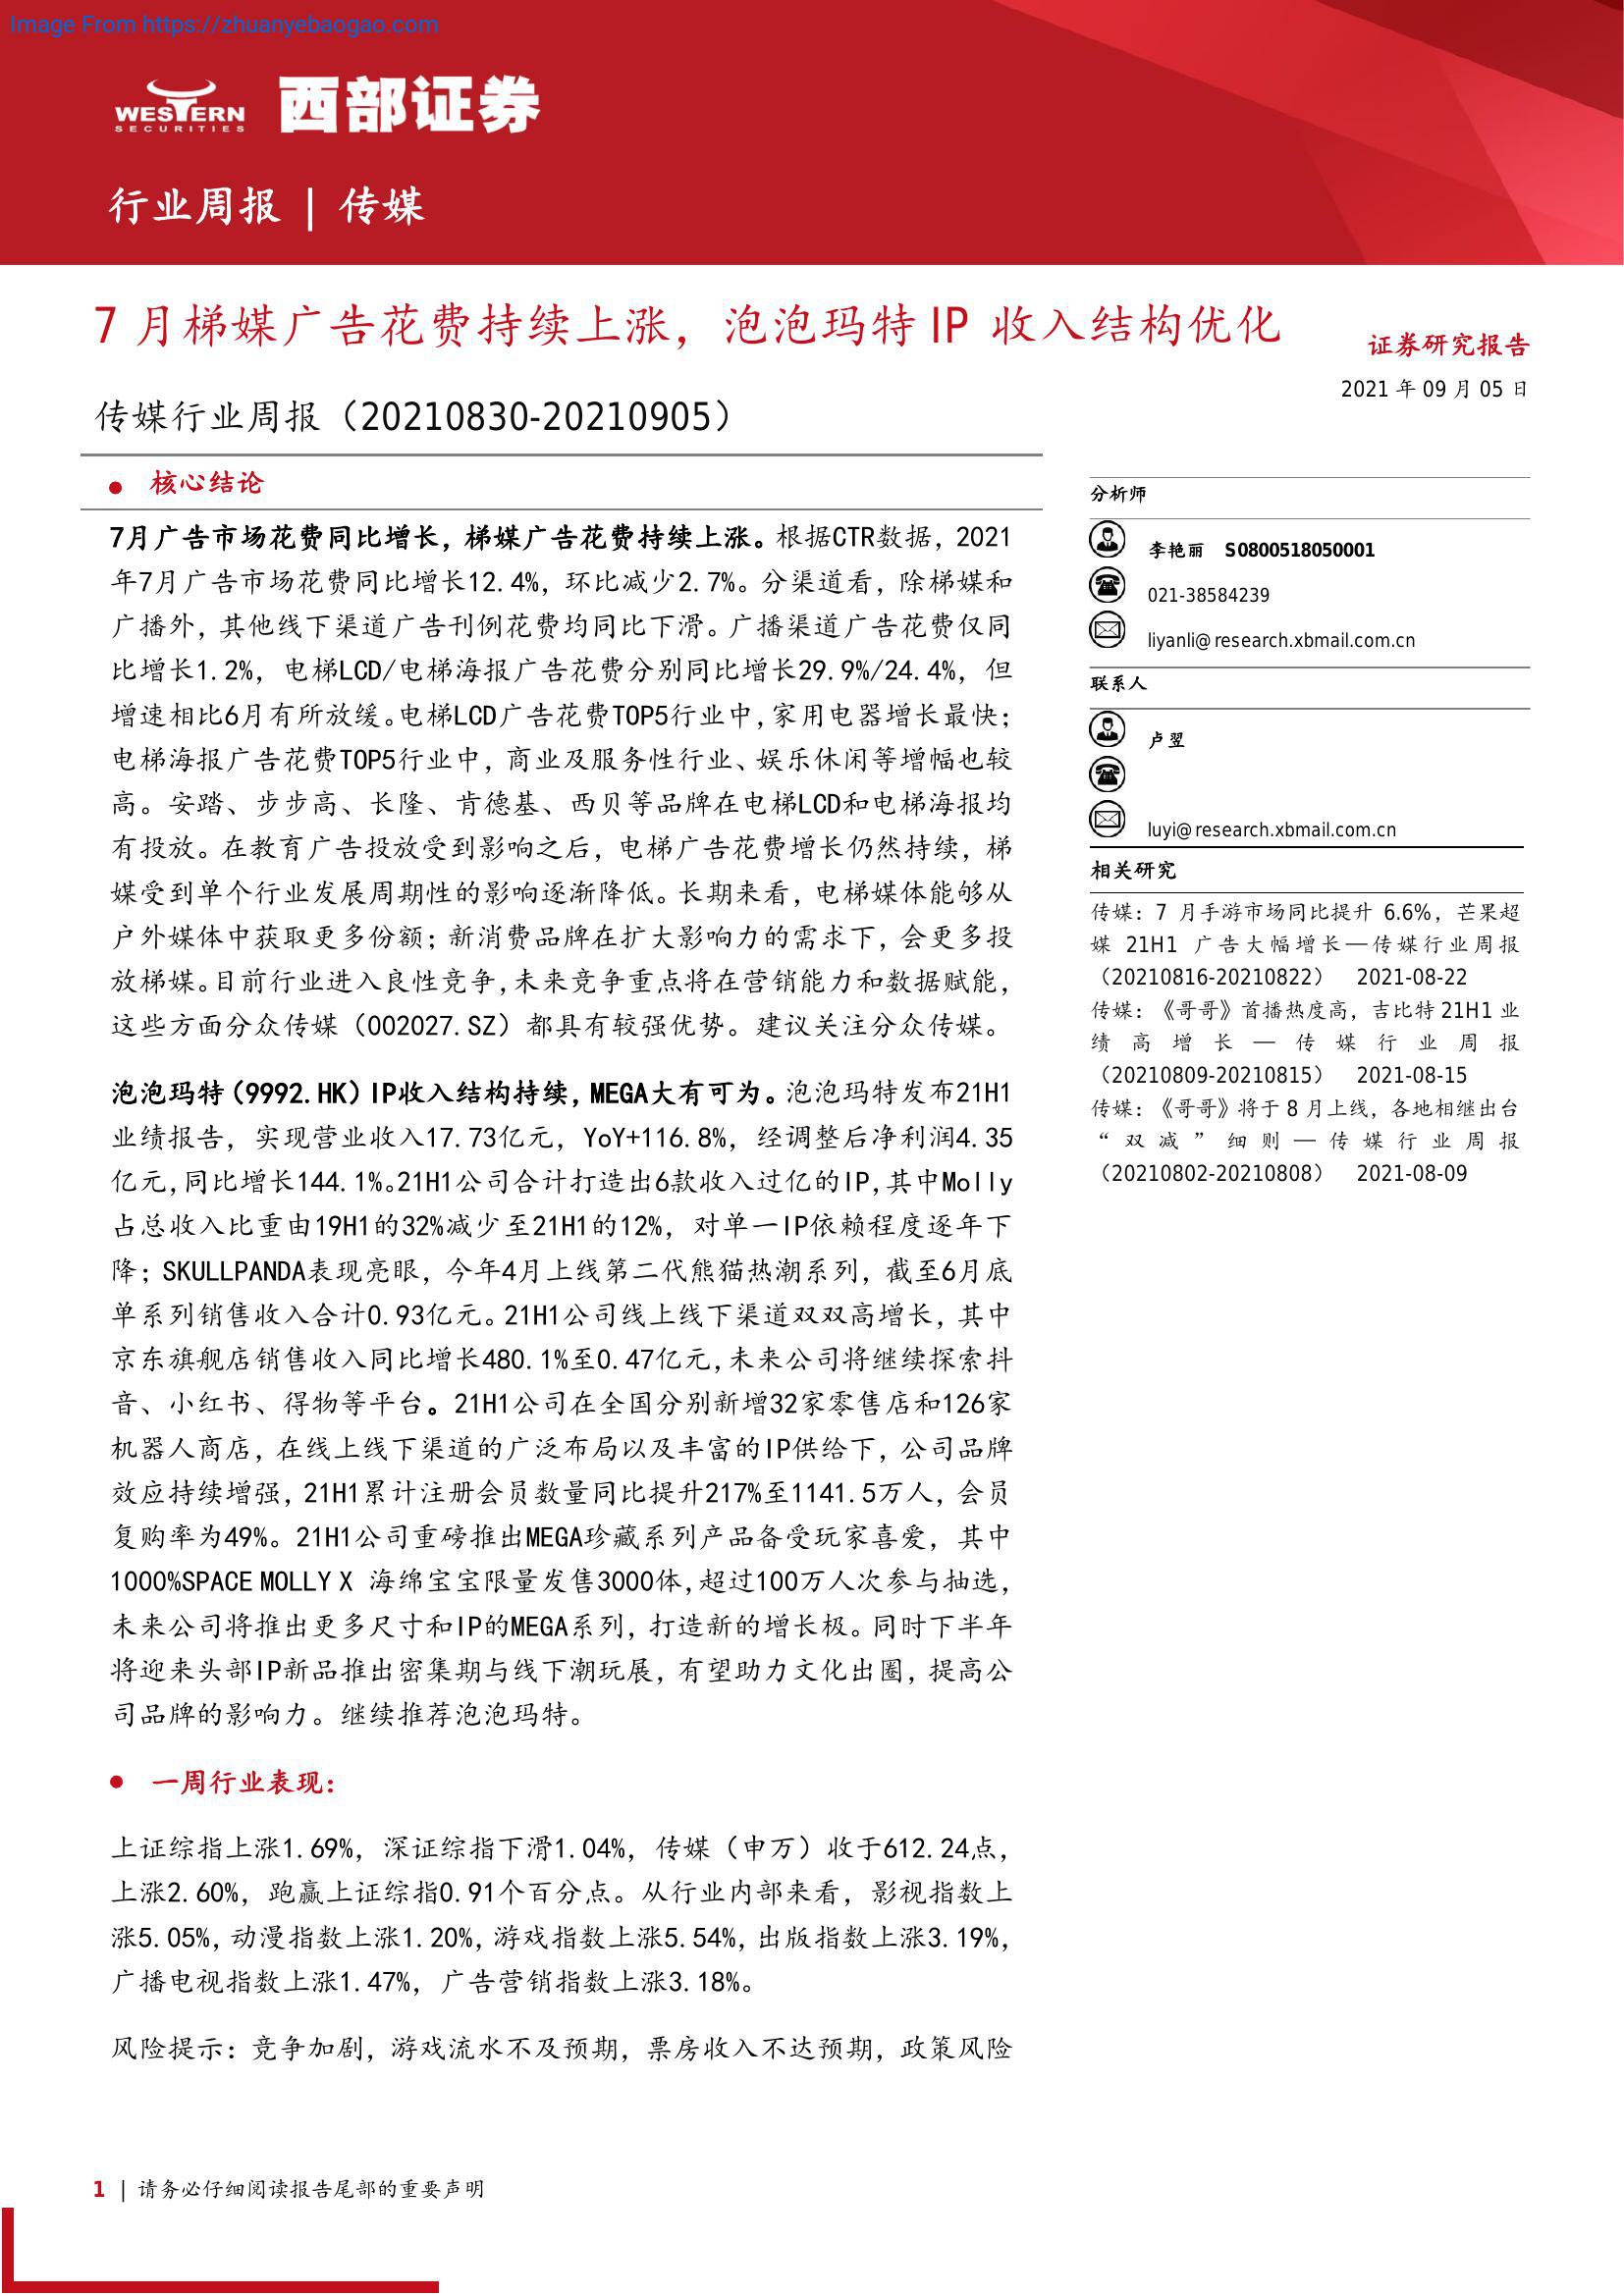 Image From https://zhuanyebaogao.com
WESTERN
SECURITIES
西部证券
行业周报 | 传媒
7 月梯媒广告花费持续上涨，泡泡玛特 IP 收入结构优化
证券研究报告
2021 年 09 月 05 日
传媒行业周报（20210830-20210905）
● 核心结论
7月广告市场花费同比增长，梯媒广告花费持续上涨。根据CTR数据，2021
年7月广告市场花费同比增长12.4%，环比减少2.7%。分渠道看，除梯媒和
广播外，其他线下渠道广告刊例花费均同比下滑。广播渠道广告花费仅同
比增长1.2%，电梯LCD/电梯海报广告花费分别同比增长29.9%/24.4%，但
增速相比6月有所放缓。电梯LCD广告花费TOP5行业中，家用电器增长最快；
电梯海报广告花费TOP5行业中，商业及服务性行业、娱乐休闲等增幅也较
高。安踏、步步高、长隆、肯德基、西贝等品牌在电梯LCD和电梯海报均
有投放。在教育广告投放受到影响之后，电梯广告花费增长仍然持续，梯
媒受到单个行业发展周期性的影响逐渐降低。长期来看，电梯媒体能够从
户外媒体中获取更多份额；新消费品牌在扩大影响力的需求下，会更多投
放梯媒。目前行业进入良性竞争，未来竞争重点将在营销能力和数据赋能，
这些方面分众传媒（002027.SZ）都具有较强优势。建议关注分众传媒。
泡泡玛特（9992.HK）IP收入结构持续，MEGA大有可为。泡泡玛特发布21H1
业绩报告，实现营业收入17.73亿元，YoY+116.8%，经调整后净利润4.35
亿元，同比增长144.1%。21H1公司合计打造出6款收入过亿的IP，其中Molly
占总收入比重由19H1的32%减少至21H1的12%，对单一IP依赖程度逐年下
降；SKULLPANDA表现亮眼，今年4月上线第二代熊猫热潮系列，截至6月底
单系列销售收入合计0.93亿元。21H1公司线上线下渠道双双高增长，其中
京东旗舰店销售收入同比增长480.1%至0.47亿元，未来公司将继续探索抖
音、小红书、得物等平台。21H1公司在全国分别新增32家零售店和126家
机器人商店，在线上线下渠道的广泛布局以及丰富的IP供给下，公司品牌
效应持续增强，21H1累计注册会员数量同比提升217%至1141.5万人，会员
复购率为49%。21H1公司重磅推出MEGA珍藏系列产品备受玩家喜爱，其中
1000%SPACE MOLLY X 海绵宝宝限量发售3000体，超过100万人次参与抽选，
未来公司将推出更多尺寸和IP的MEGA系列，打造新的增长极。同时下半年
将迎来头部IP新品推出密集期与线下潮玩展，有望助力文化出圈，提高公
司品牌的影响力。继续推荐泡泡玛特。
● 一周行业表现：
上证综指上涨1.69%，深证综指下滑1.04%，传媒（申万）收于612.24点，
上涨2.60%，跑赢上证综指0.91个百分点。从行业内部来看，影视指数上
涨5.05%，动漫指数上涨1.20%，游戏指数上涨5.54%，出版指数上涨3.19%，
广播电视指数上涨1.47%，广告营销指数上涨3.18%。
风险提示：竞争加剧，游戏流水不及预期，票房收入不达预期，政策风险
分析师
李艳丽 S0800518050001
021-38584239
liyanli@research.xbmail.com.cn
联系人
卢翌
luyi@research.xbmail.com.cn
相关研究
传媒：7 月手游市场同比提升 6.6%，芒果超
媒 21H1 广告大幅增长—传媒行业周报
（20210816-20210822） 2021-08-22
传媒：《哥哥》首播热度高，吉比特 21H1 业
绩高增长—传媒行业周报
（20210809-20210815） 2021-08-15
传媒：《哥哥》将于 8 月上线，各地相继出台
“双减”细则—传媒行业周报
（20210802-20210808） 2021-08-09
1 | 请务必仔细阅读报告尾部的重要声明